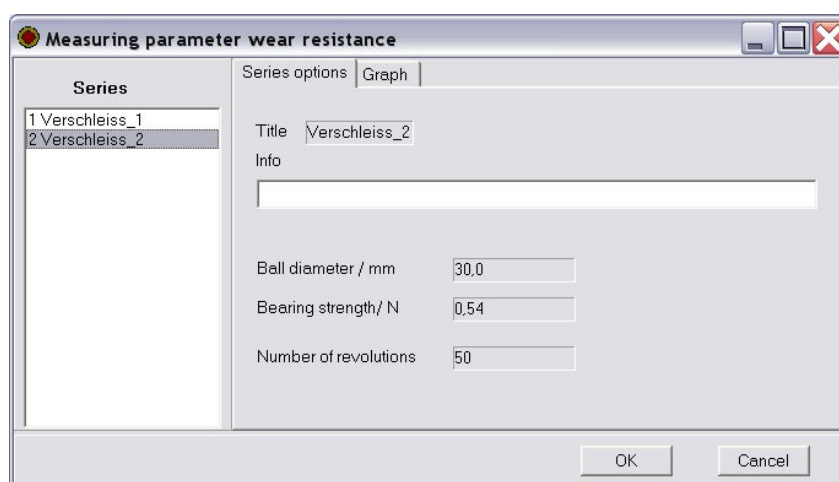 Measuring parameter wear resistance
Series
1 Verschleiss_1
2 Verschleiss_2
Series options Graph
Title Verschleiss_2
Info
Ball diameter / mm 30,0
Bearing strength/ N 0,54
Number of revolutions 50
OK Cancel